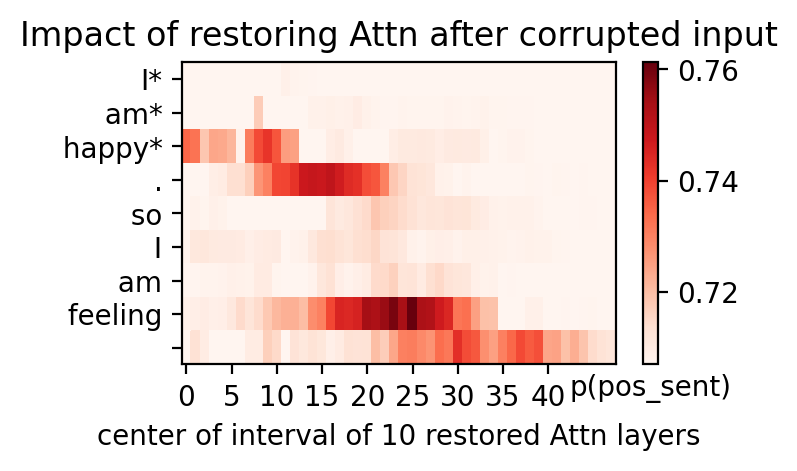 Impact of restoring Attn after corrupted input
I*
am*
happy*
.
so
I
am
feeling
0 5 10 15 20 25 30 35 40
0.76
0.74
0.72
p(pos_sent)
center of interval of 10 restored Attn layers